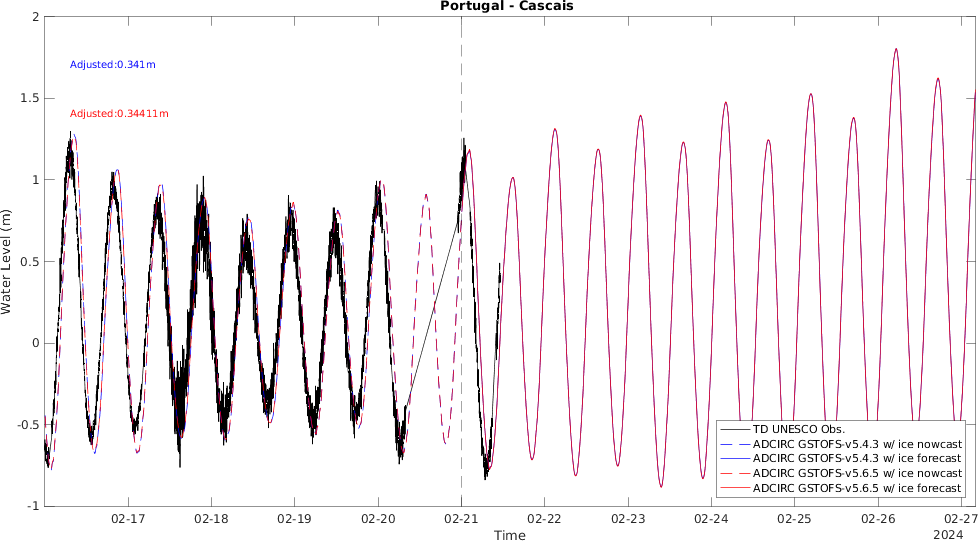 Portugal - Cascais
2
Adjusted:0.341m
1.5
Adjusted:0.34411m
1
0.5
Water Level (m)
0
-0.5
TD UNESCO Obs.
ADCIRC GSTOFS-v5.4.3 w/ ice nowcast
ADCIRC GSTOFS-v5.4.3 w/ ice forecast
ADCIRC GSTOFS-v5.6.5 w/ ice nowcast
ADCIRC GSTOFS-v5.6.5 w/ ice forecast
-1
02-17 02-18 02-19 02-20 02-21 02-22 02-23 02-24 02-25 02-26 02-27
Time
2024